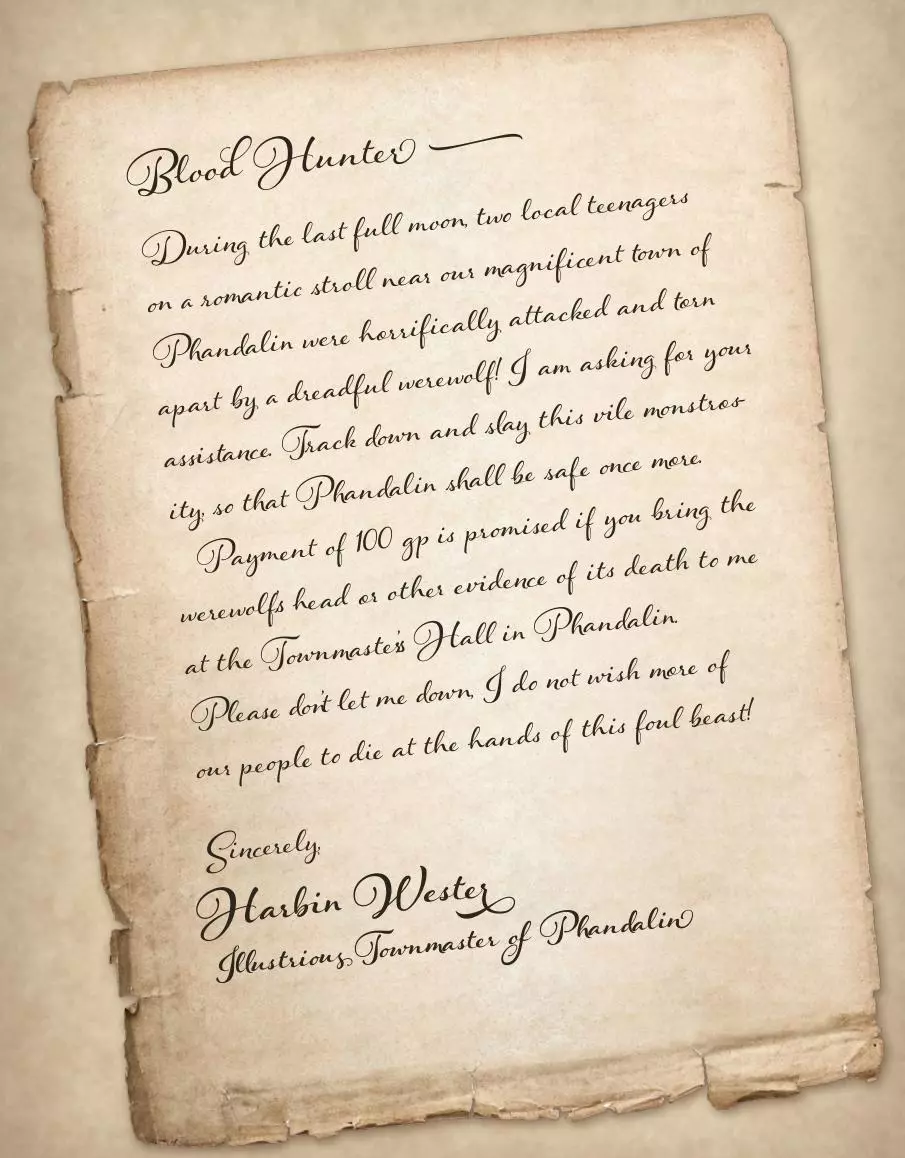 Blood Hunter —
During the last full moon, two local teenagers
on a romantic stroll near our magnificent town of
Phandalin were horrifically attacked and torn
apart by a dreadful werewolf! I am asking for your
assistance. Track down and slay this vile monstros-
ity, so that Phandalin shall be safe once more.
Payment of 100 gp is promised if you bring the
werewolfs head or other evidence of its death to me
at the Townmaste's Hall in Phandalin.
Please don't let me down, I do not wish more of
our people to die at the hands of this foul beast!
Sincerely,
Harbin Wester
Illustrious Townmaster of Phandalin